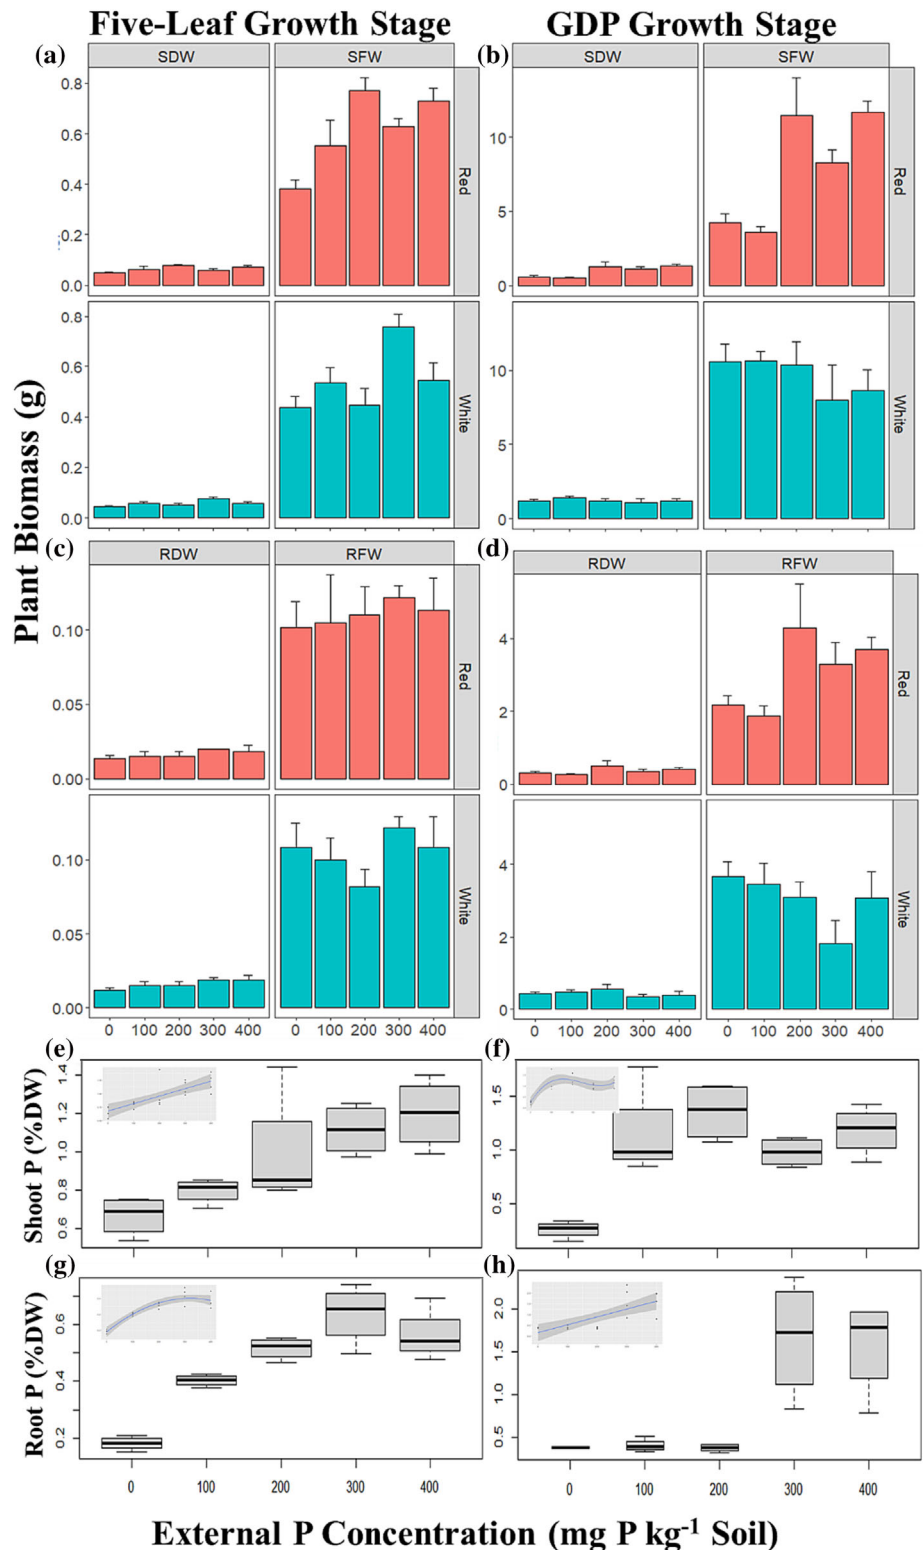 Five-Leaf Growth Stage
GDP Growth Stage
(a)
SDW
SFW
(b)
SDW
SFW
0.8
0.6
0.4
0.2
0.0
Red
10
5
0
Red
0.8
0.6
0.4
0.2
0.0
White
10
5
0
White
Plant Biomass (g)
(c)
RDW
RFW
(d)
RDW
RFW
0.10
0.05
0.00
Red
4
2
0
Red
0.10
0.05
0.00
White
4
2
0
White
0 100 200 300 400
0 100 200 300 400
0 100 200 300 400
0 100 200 300 400
(e)
Shoot P (%DW)
1.4
1.2
1.0
0.8
0.6
(f)
1.5
1.0
0.5
(g)
Root P (%DW)
0.6
0.4
0.2
(h)
2.0
1.5
1.0
0.5
0 100 200 300 400
0 100 200 300 400
External P Concentration (mg P kg⁻¹ Soil)